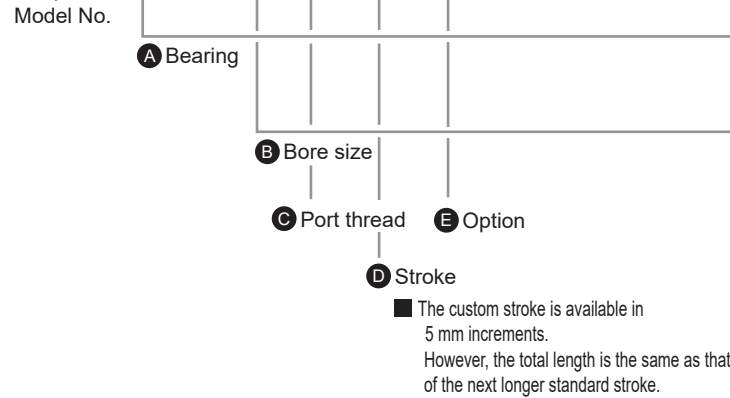 Model No.
A Bearing
B Bore size
C Port thread
E Option
D Stroke
■ The custom stroke is available in
5 mm increments.
However, the total length is the same as that
of the next longer standard stroke.